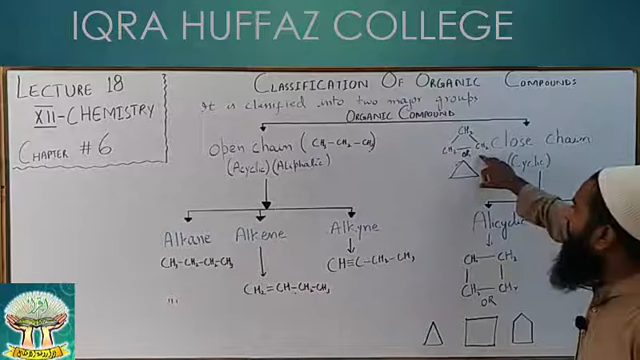 IQRA HUFFAZ COLLEGE
LECTURE 18
XII-CHEMISTRY
CHAPTER # 6
CLASSIFICATION OF ORGANIC COMPOUNDS
It is classified into two major groups
ORGANIC COMPOUND
Open chain (CH₃-CH₂-CH₃)
(Acyclic) (Aliphatic)
CH₂
CH₂ — CH₂
OR
Close chain
(Cyclic)
Alkane Alkene Alkyne
CH₃-CH₂-CH₂-CH₃
CH₂=CH-CH₂-CH₃
CH≡C-CH₂-CH₃
Alicyclic
CH₂ — CH₂
CH₂ — CH₂
OR